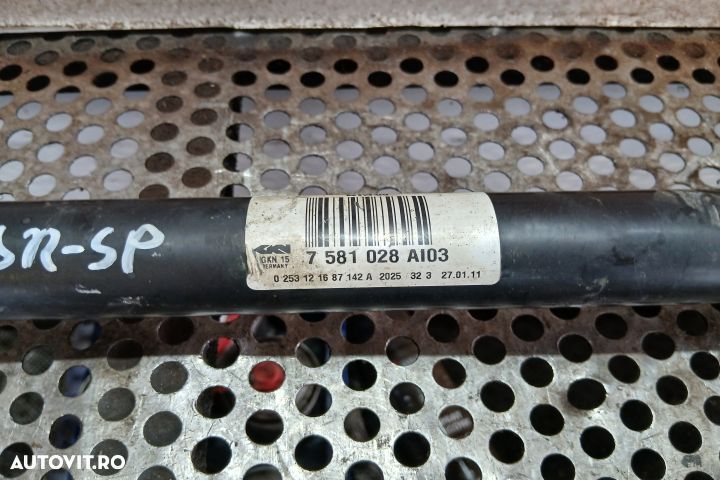 GKN
GKN 15
GERMANY
7 581 028 AI03
0 253 12 16 87 142 A 2025 32 3 27.01.11
SP
AUTOVIT.RO